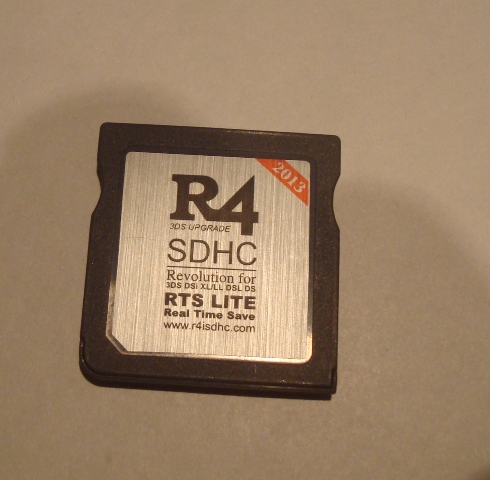 2013
R4
3DS UPGRADE
SDHC
Revolution for
3DS DSi XL/LL DSL DS
RTS LITE
Real Time Save
www.r4isdhc.com